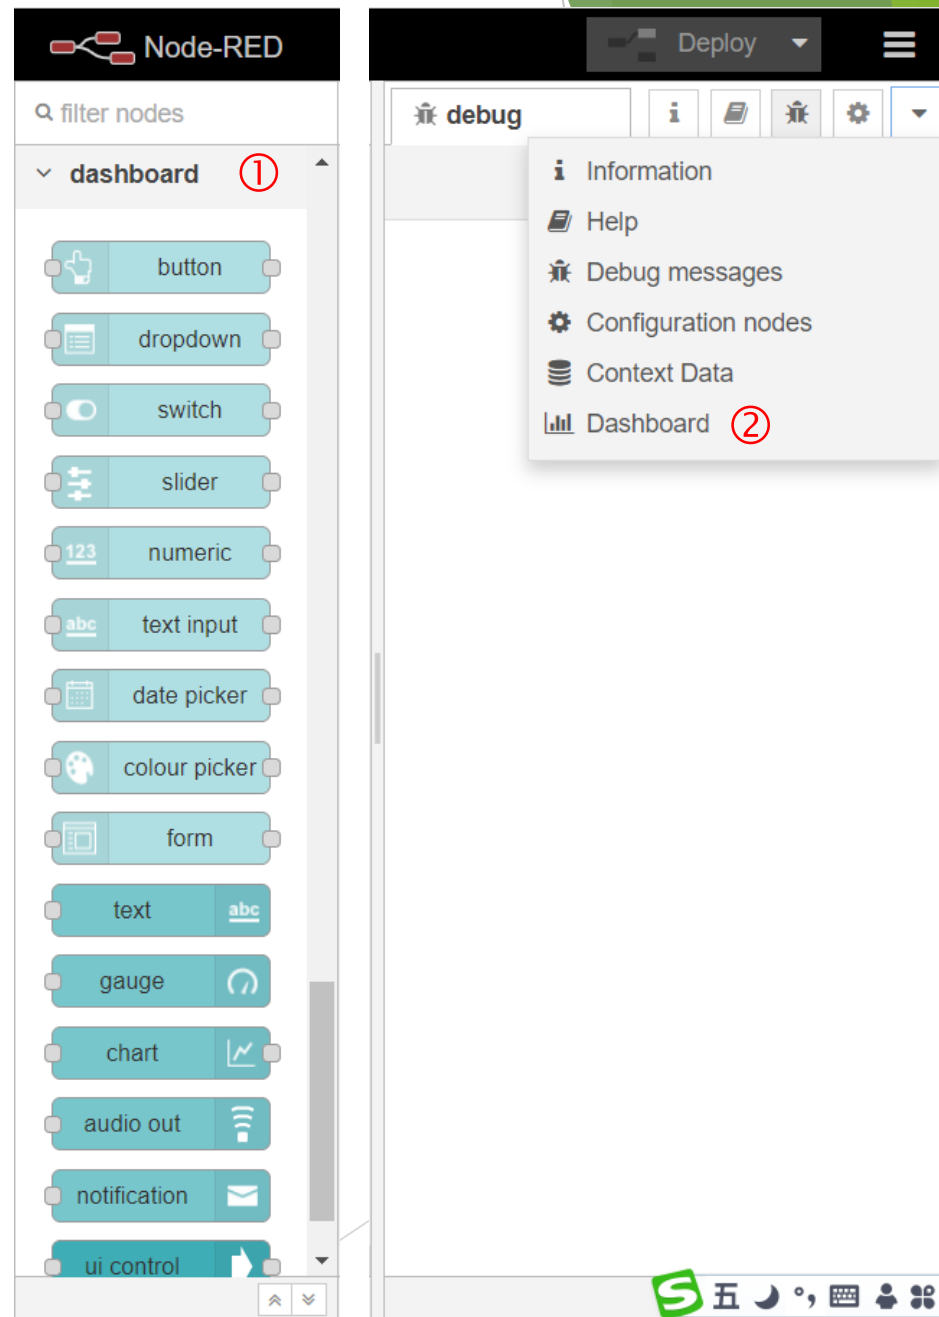 Node-RED
filter nodes
dashboard ①
button
dropdown
switch
slider
123 numeric
abc text input
date picker
colour picker
form
text abc
gauge
chart
audio out
notification
ui control
Deploy
debug
i
Information
Help
Debug messages
Configuration nodes
Context Data
Dashboard ②
S 五